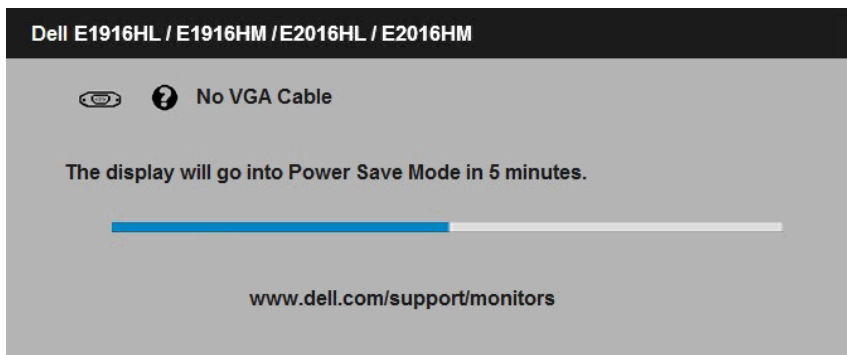 Dell E1916HL / E1916HM / E2016HL / E2016HM
No VGA Cable
The display will go into Power Save Mode in 5 minutes.
www.dell.com/support/monitors